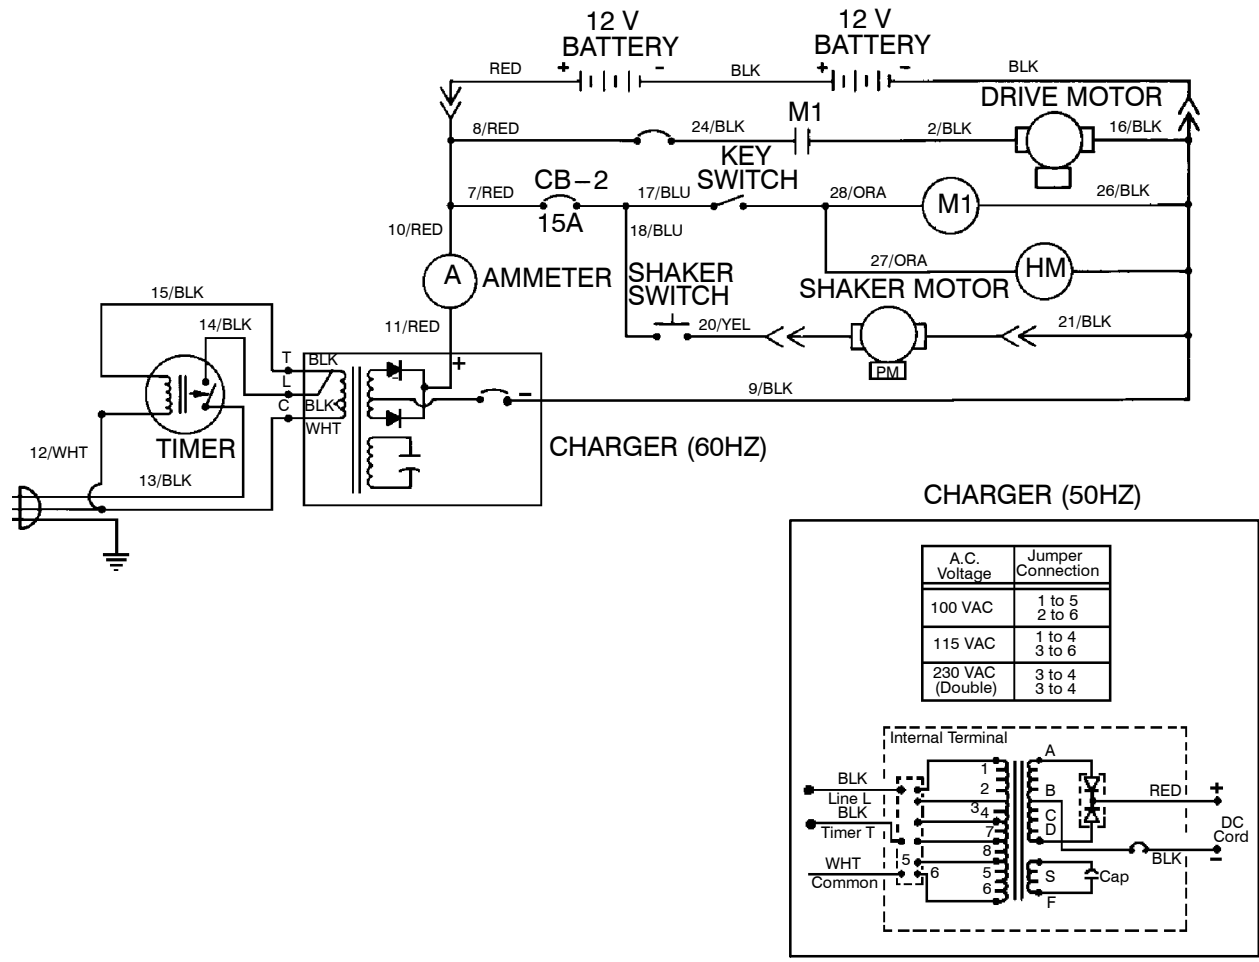 12 V
BATTERY
12 V
BATTERY
RED
+
-
BLK
+
-
BLK
DRIVE MOTOR
8/RED
24/BLK
M1
2/BLK
16/BLK
KEY
SWITCH
CB-2
15A
7/RED
17/BLU
28/ORA
M1
26/BLK
10/RED
18/BLU
27/ORA
HM
A
AMMETER
SHAKER
SWITCH
SHAKER MOTOR
20/YEL
PM
21/BLK
15/BLK
14/BLK
11/RED
T
BLK
+
L
C
BLK
WHT
-
9/BLK
TIMER
12/WHT
13/BLK
CHARGER (60HZ)
CHARGER (50HZ)
A.C.
Voltage
Jumper
Connection
100 VAC
1 to 5
2 to 6
115 VAC
1 to 4
3 to 6
230 VAC
(Double)
3 to 4
3 to 4
Internal Terminal
A
1
BLK
Line L
2
B
RED
+
3
4
BLK
Timer T
7
C
D
DC
Cord
8
BLK
-
WHT
Common
5
6
5
6
S
Cap
F